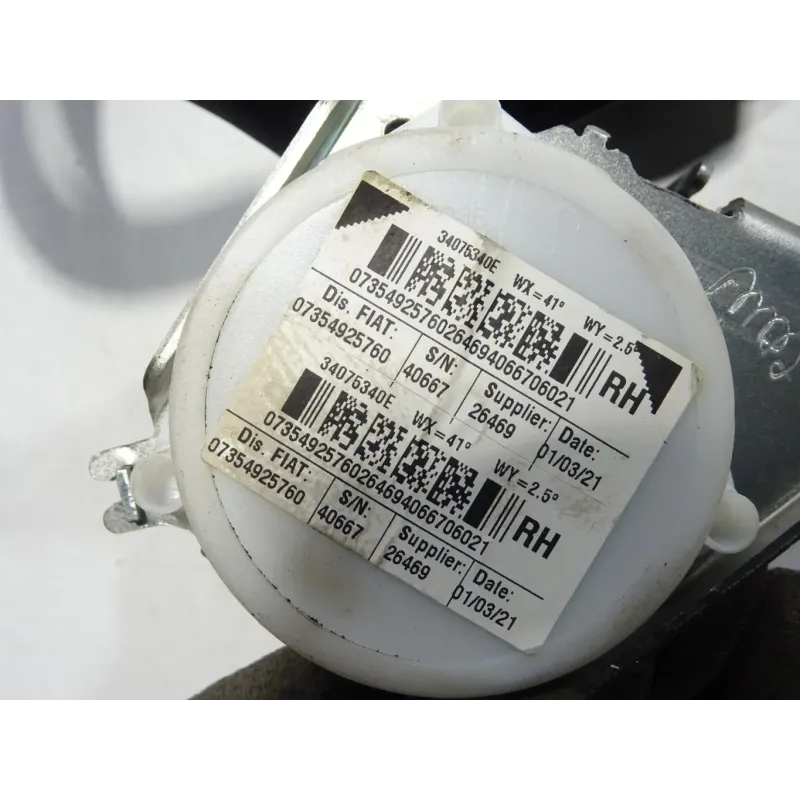 34075340E WX=41° WY=2.5°
07354925760264694066706021
RH
Dis. FIAT: S/N: Supplier: Date:
07354925760 40667 26469 01/03/21
34075340E WX=41° WY=2.5°
07354925760264694066706021
RH
Dis. FIAT: S/N: Supplier: Date:
07354925760 40667 26469 01/03/21